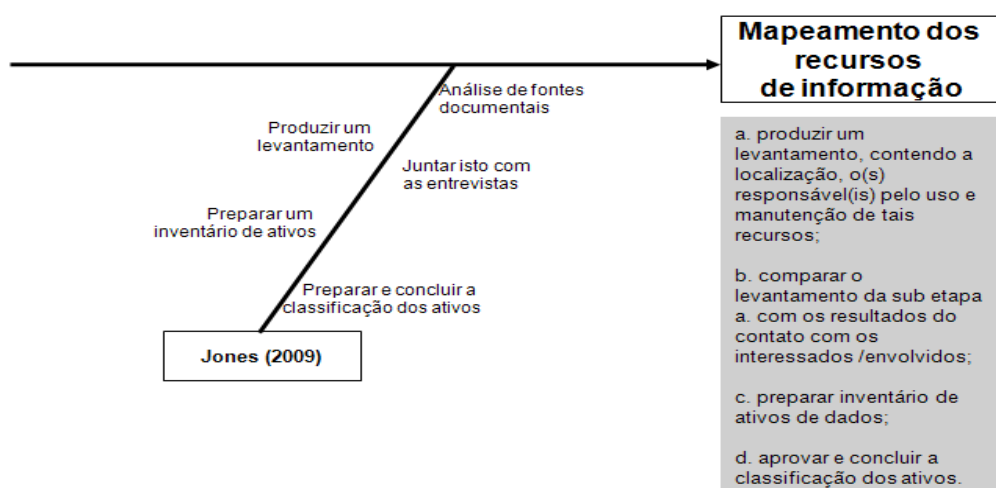 Mapeamento dos
recursos
de informação
Análise de fontes
documentais
Produzir um
levantamento
Juntar isto com
as entrevistas
Preparar um
inventário de ativos
Preparar e concluir a
classificação dos ativos
Jones (2009)
a. produzir um
levantamento, contendo a
localização, o(s)
responsável(is) pelo uso e
manutenção de tais
recursos;
b. comparar o
levantamento da sub etapa
a. com os resultados do
contato com os
interessados /envolvidos;
c. preparar inventário de
ativos de dados;
d. aprovar e concluir a
classificação dos ativos.